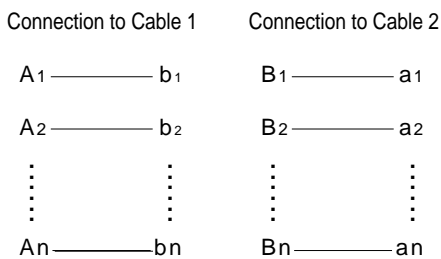 Connection to Cable 1 Connection to Cable 2
A1 b1 B1 a1
A2 b2 B2 a2
An bn Bn an